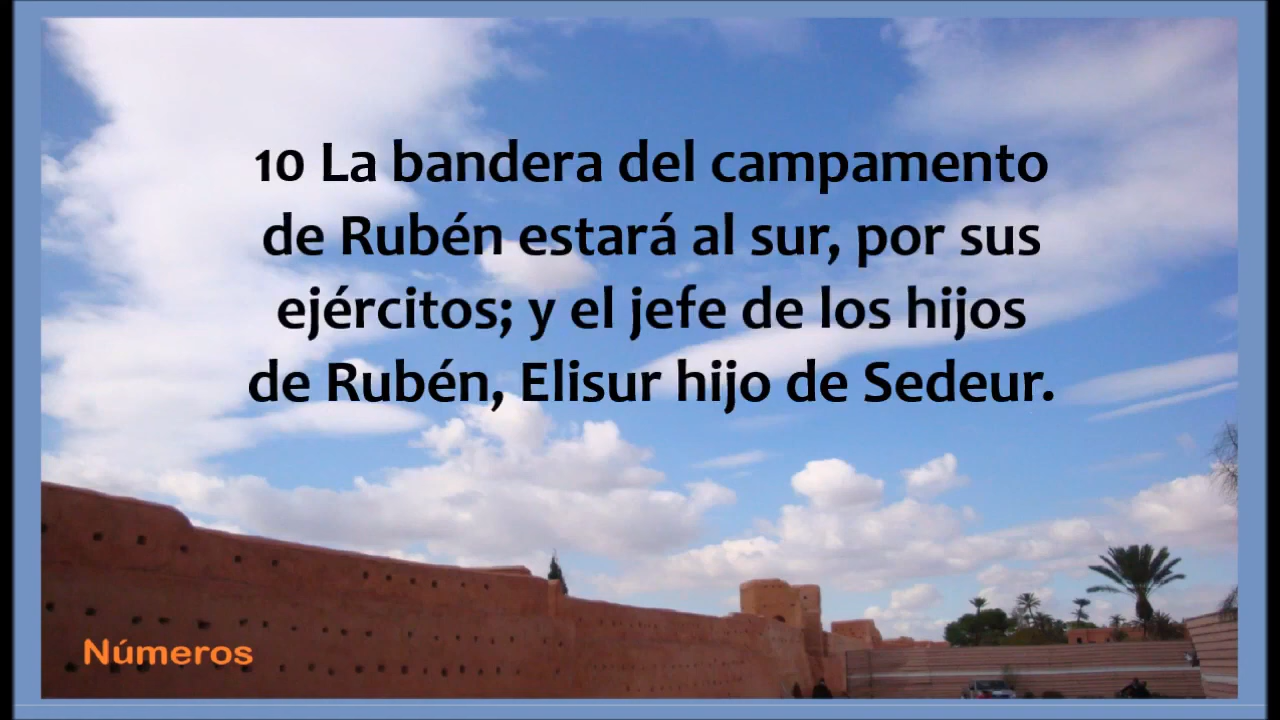 10 La bandera del campamento
de Rubén estará al sur, por sus
ejércitos; y el jefe de los hijos
de Rubén, Elisur hijo de Sedeur.
Números